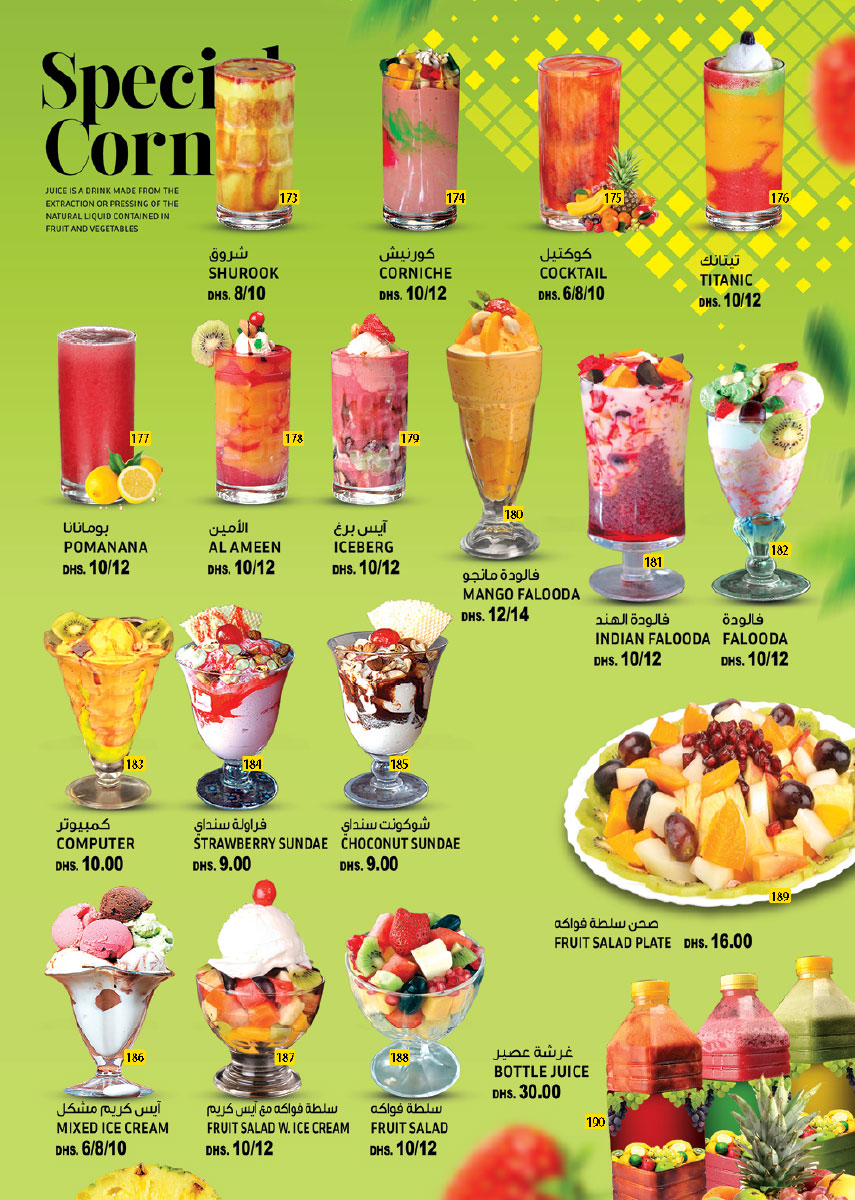 Special
Corn
JUICE IS A DRINK MADE FROM THE
EXTRACTION OR PRESSING OF THE
NATURAL LIQUID CONTAINED IN
FRUIT AND VEGETABLES
173
174
175
176
شروق
SHUROOK
DHS. 8/10
كورنيش
CORNICHE
DHS. 10/12
كوكتيل
COCKTAIL
DHS. 6/8/10
تيتانك
TITANIC
DHS. 10/12
177
178
179
180
181
182
بومانانا
POMANANA
DHS. 10/12
الأمين
AL AMEEN
DHS. 10/12
آيس برغ
ICEBERG
DHS. 10/12
فالودة مانجو
MANGO FALOODA
DHS. 12/14
فالودة الهند
INDIAN FALOODA
DHS. 10/12
فالودة
FALOODA
DHS. 10/12
183
184
185
كمبيوتر
COMPUTER
DHS. 10.00
فراولة سنداي
STRAWBERRY SUNDAE
DHS. 9.00
شوكونت سنداي
CHOCONUT SUNDAE
DHS. 9.00
189
صحن سلطة فواكه
FRUIT SALAD PLATE DHS. 16.00
186
187
188
آيس كريم مشكل
MIXED ICE CREAM
DHS. 6/8/10
سلطة فواكه مع آيس كريم
FRUIT SALAD W. ICE CREAM
DHS. 10/12
سلطة فواكه
FRUIT SALAD
DHS. 10/12
غرشة عصير
BOTTLE JUICE
DHS. 30.00
190